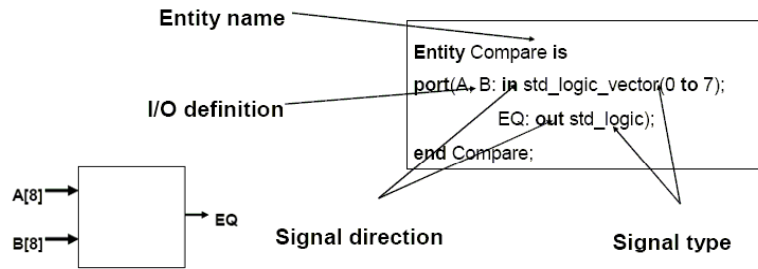 Entity name
Entity Compare is
port(A, B: in std_logic_vector(0 to 7);
I/O definition
EQ: out std_logic);
end Compare;
A[8]
EQ
B[8]
Signal direction
Signal type